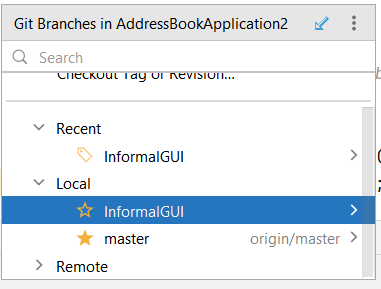 Git Branches in AddressBookApplication2
Search
Checkout Tag or Revision...
Recent
InformalGUI
Local
InformalGUI
master origin/master
Remote